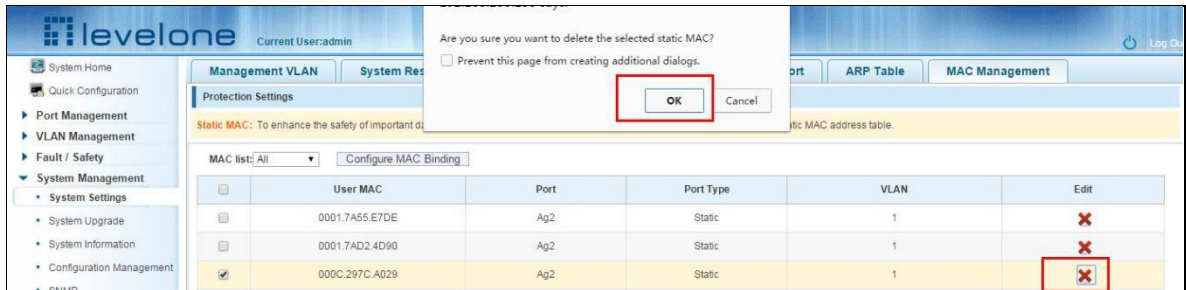 levelone
Current User:admin
Are you sure you want to delete the selected static MAC?
Prevent this page from creating additional dialogs.
OK Cancel
Log Ou
System Home
Quick Configuration
Port Management
VLAN Management
Fault / Safety
System Management
System Settings
System Upgrade
System Information
Configuration Management
Management VLAN System Res ort ARP Table MAC Management
Protection Settings
Static MAC: To enhance the safety of important da atic MAC address table.
MAC list: All Configure MAC Binding
User MAC Port Port Type VLAN Edit
0001.7A55.E7DE Ag2 Static 1
0001.7AD2.4D90 Ag2 Static 1
000C.297C.A029 Ag2 Static 1